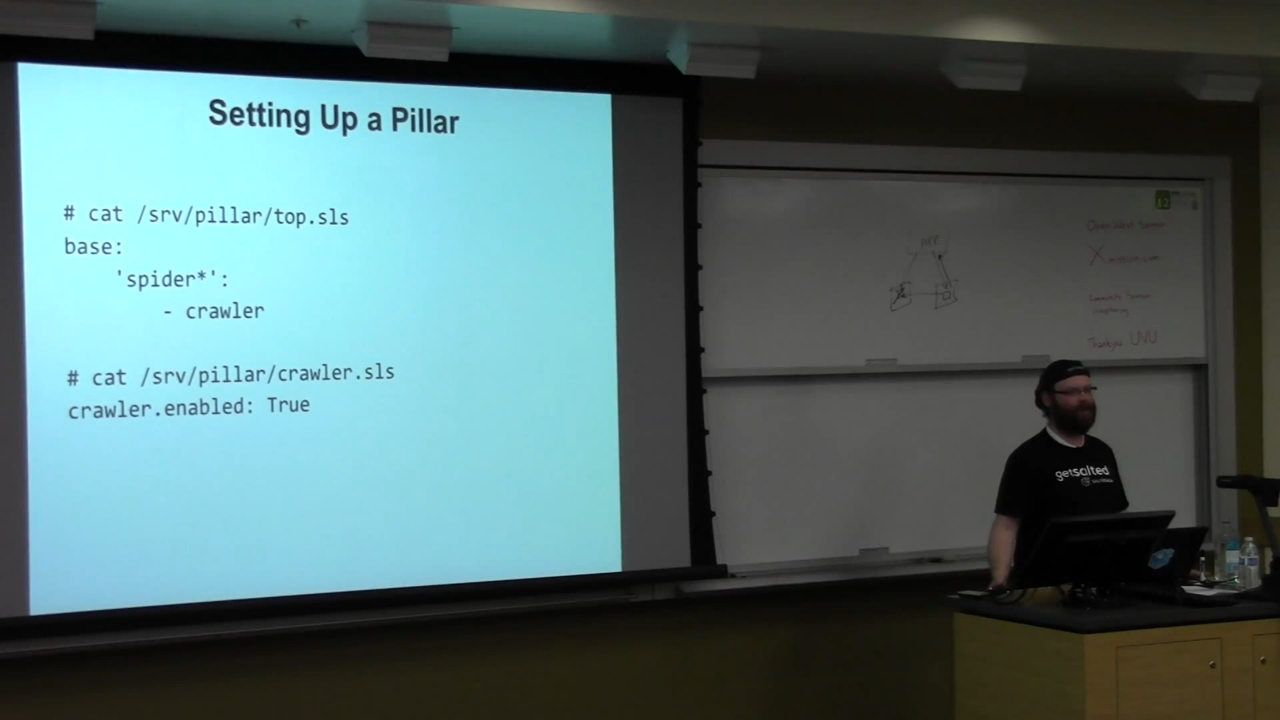 Setting Up a Pillar
# cat /srv/pillar/top.sls
base:
'spider*':
- crawler
# cat /srv/pillar/crawler.sls
crawler.enabled: True
Thank you UVU
getsalted